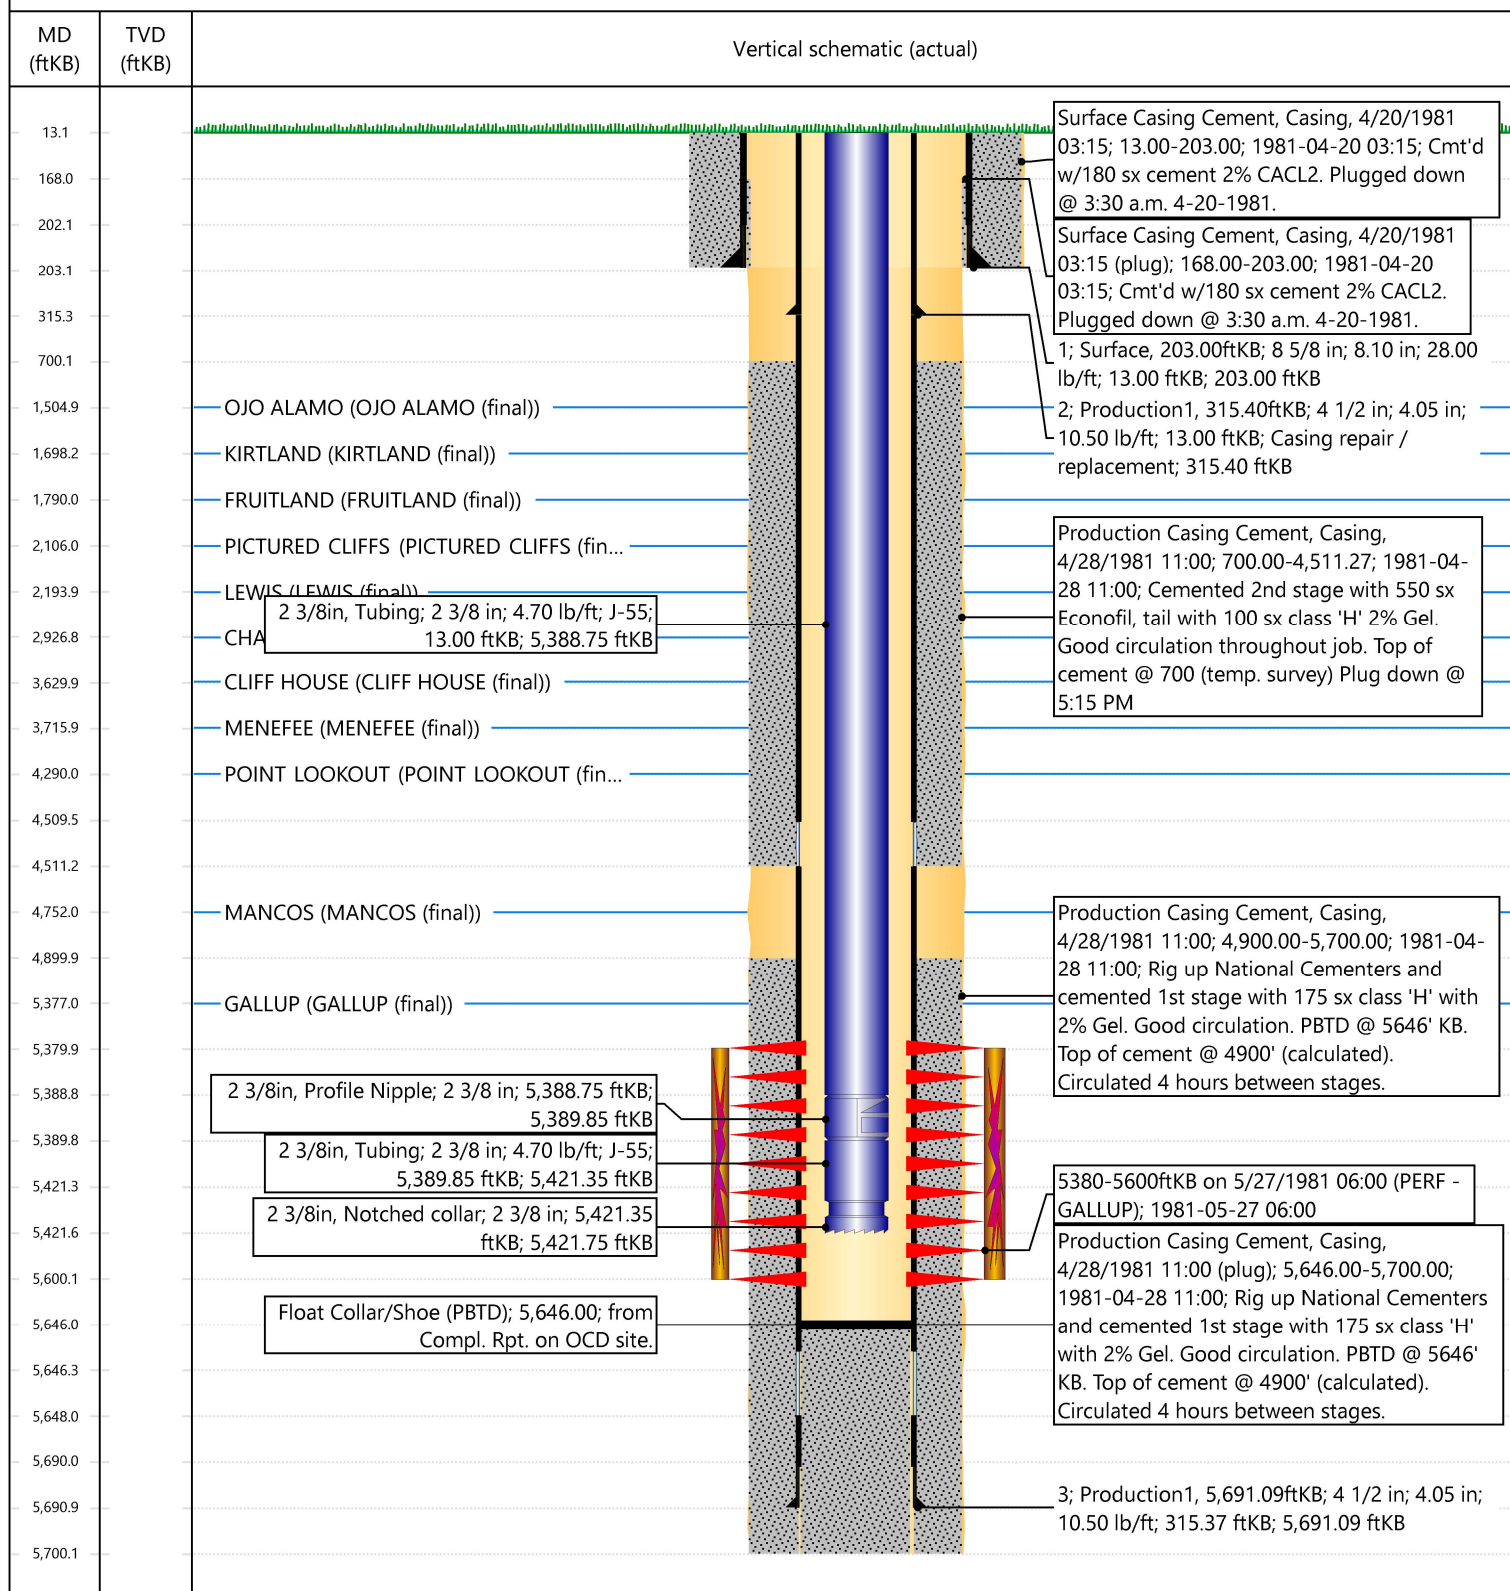 MD
(ftKB)
TVD
(ftKB)
Vertical schematic (actual)
13.1
168.0
202.1
203.1
315.3
700.1
1,504.9
1,698.2
1,790.0
2,106.0
2,193.9
2,926.8
3,629.9
3,715.9
4,290.0
4,509.5
4,511.2
4,752.0
4,899.9
5,377.0
5,379.9
5,388.8
5,389.8
5,421.3
5,421.6
5,600.1
5,646.0
5,646.3
5,648.0
5,690.0
5,690.9
5,700.1
OJO ALAMO (OJO ALAMO (final))
KIRTLAND (KIRTLAND (final))
FRUITLAND (FRUITLAND (final))
PICTURED CLIFFS (PICTURED CLIFFS (fin...
LEWIS (LEWIS (final))
2 3/8in, Tubing; 2 3/8 in; 4.70 lb/ft; J-55;
13.00 ftKB; 5,388.75 ftKB
CHA
CLIFF HOUSE (CLIFF HOUSE (final))
MENEFEE (MENEFEE (final))
POINT LOOKOUT (POINT LOOKOUT (fin...
MANCOS (MANCOS (final))
GALLUP (GALLUP (final))
2 3/8in, Profile Nipple; 2 3/8 in; 5,388.75 ftKB;
5,389.85 ftKB
2 3/8in, Tubing; 2 3/8 in; 4.70 lb/ft; J-55;
5,389.85 ftKB; 5,421.35 ftKB
2 3/8in, Notched collar; 2 3/8 in; 5,421.35
ftKB; 5,421.75 ftKB
Float Collar/Shoe (PBTD); 5,646.00; from
Compl. Rpt. on OCD site.
Surface Casing Cement, Casing, 4/20/1981
03:15; 13.00-203.00; 1981-04-20 03:15; Cmt'd
w/180 sx cement 2% CACL2. Plugged down
@ 3:30 a.m. 4-20-1981.
Surface Casing Cement, Casing, 4/20/1981
03:15 (plug); 168.00-203.00; 1981-04-20
03:15; Cmt'd w/180 sx cement 2% CACL2.
Plugged down @ 3:30 a.m. 4-20-1981.
1; Surface, 203.00ftKB; 8 5/8 in; 8.10 in; 28.00
lb/ft; 13.00 ftKB; 203.00 ftKB
2; Production1, 315.40ftKB; 4 1/2 in; 4.05 in;
10.50 lb/ft; 13.00 ftKB; Casing repair /
replacement; 315.40 ftKB
Production Casing Cement, Casing,
4/28/1981 11:00; 700.00-4,511.27; 1981-04-
28 11:00; Cemented 2nd stage with 550 sx
Econofil, tail with 100 sx class 'H' 2% Gel.
Good circulation throughout job. Top of
cement @ 700 (temp. survey) Plug down @
5:15 PM
Production Casing Cement, Casing,
4/28/1981 11:00; 4,900.00-5,700.00; 1981-04-
28 11:00; Rig up National Cementers and
cemented 1st stage with 175 sx class 'H' with
2% Gel. Good circulation. PBTD @ 5646' KB.
Top of cement @ 4900' (calculated).
Circulated 4 hours between stages.
5380-5600ftKB on 5/27/1981 06:00 (PERF -
GALLUP); 1981-05-27 06:00
Production Casing Cement, Casing,
4/28/1981 11:00 (plug); 5,646.00-5,700.00;
1981-04-28 11:00; Rig up National Cementers
and cemented 1st stage with 175 sx class 'H'
with 2% Gel. Good circulation. PBTD @ 5646'
KB. Top of cement @ 4900' (calculated).
Circulated 4 hours between stages.
3; Production1, 5,691.09ftKB; 4 1/2 in; 4.05 in;
10.50 lb/ft; 315.37 ftKB; 5,691.09 ftKB